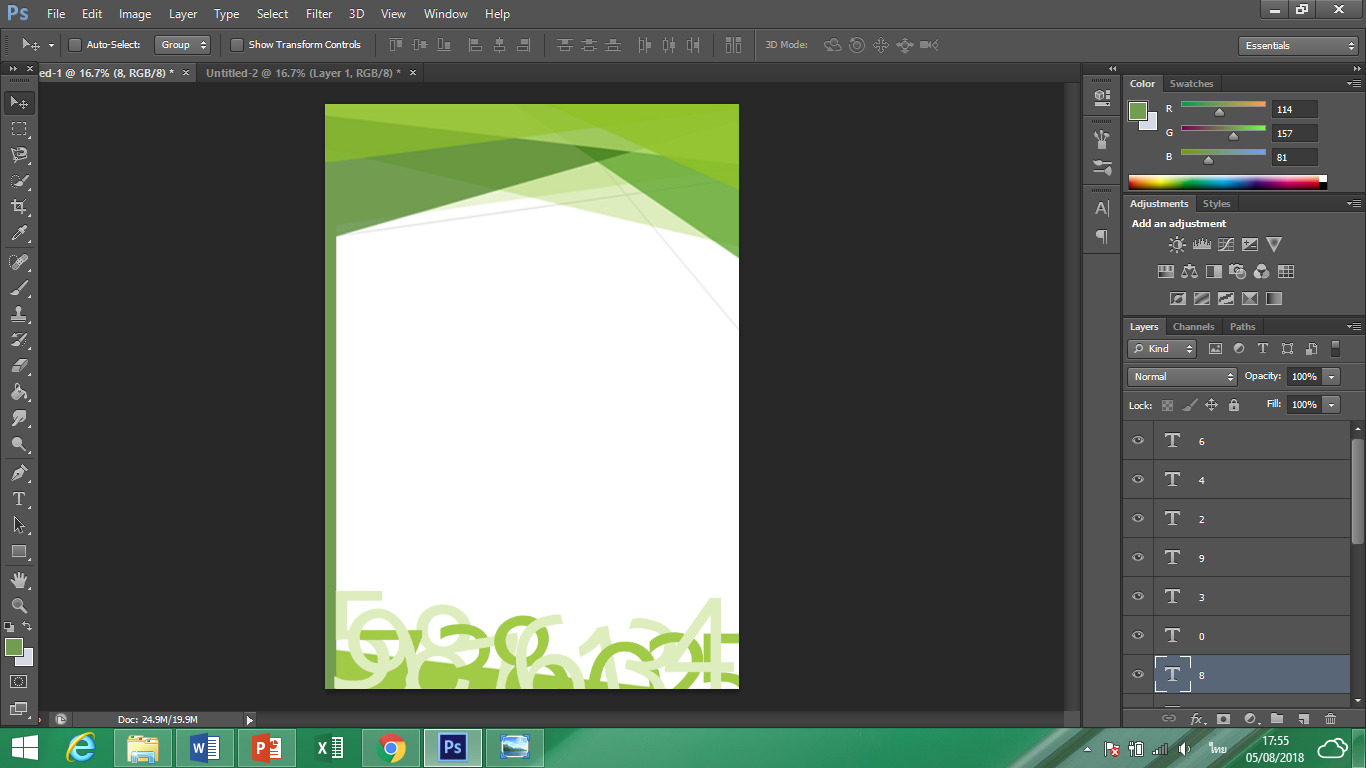 Ps File Edit Image Layer Type Select Filter 3D View Window Help
Auto-Select: Group Show Transform Controls 3D Mode: Essentials
ed-1 @ 16.7% (8, RGB/8) * × Untitled-2 @ 16.7% (Layer 1, RGB/8) * ×
Color Swatches
R 114
G 157
B 81
Adjustments Styles
Add an adjustment
Layers Channels Paths
Kind
Normal Opacity: 100%
Lock: Fill: 100%
T 6
T 4
T 2
T 9
T 3
T 0
T 8
Doc: 24.9M/19.9M
17:55
ไทย
05/08/2018